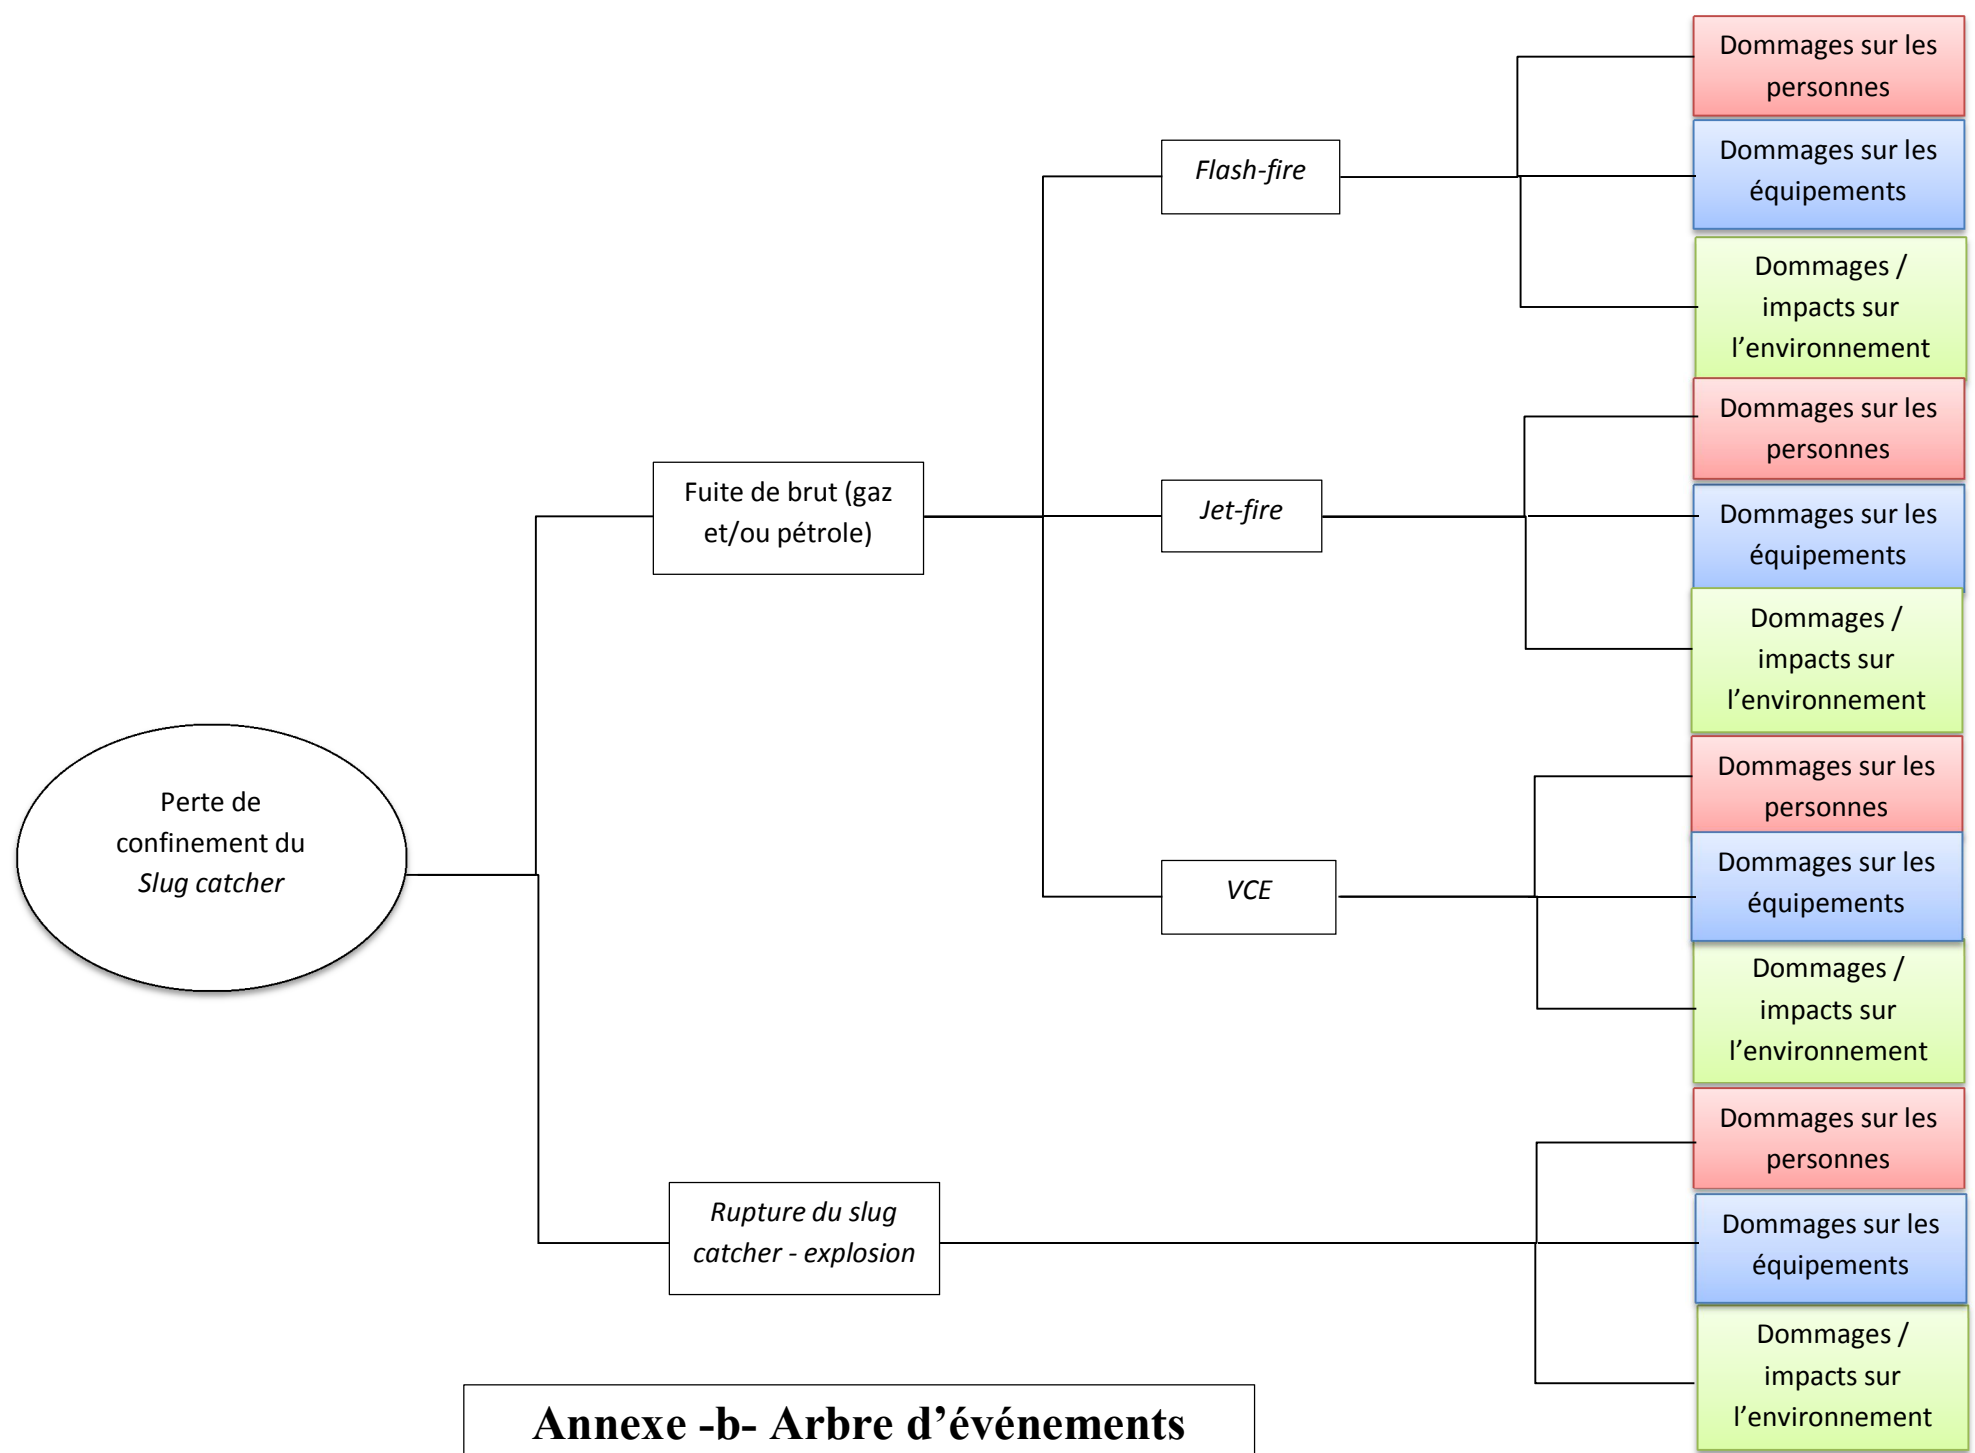 Dommages sur les
personnes
Dommages sur les
équipements
Dommages /
impacts sur
l’environnement
Flash-fire
Dommages sur les
personnes
Dommages sur les
équipements
Dommages /
impacts sur
l’environnement
Jet-fire
Fuite de brut (gaz
et/ou pétrole)
Dommages sur les
personnes
Dommages sur les
équipements
Dommages /
impacts sur
l’environnement
VCE
Perte de
confinement du
Slug catcher
Dommages sur les
personnes
Dommages sur les
équipements
Dommages /
impacts sur
l’environnement
Rupture du slug
catcher - explosion
Annexe -b- Arbre d’événements